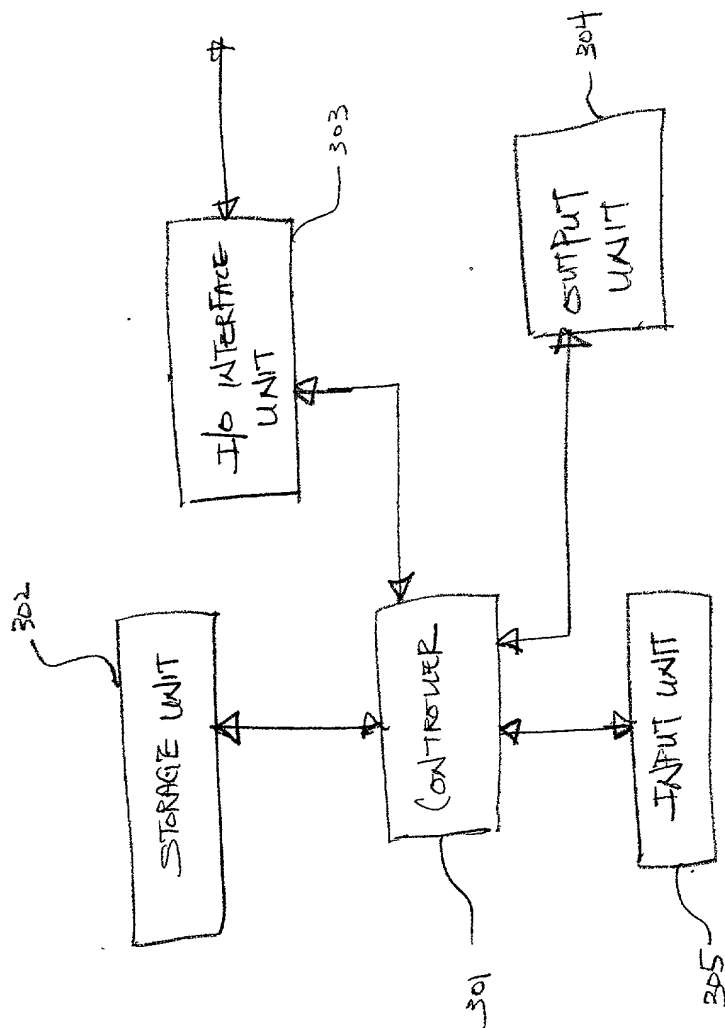 302
STORAGE UNIT
I/O INTERFACE
UNIT
303
CONTROLLER
301
OUTPUT
UNIT
304
INPUT UNIT
305